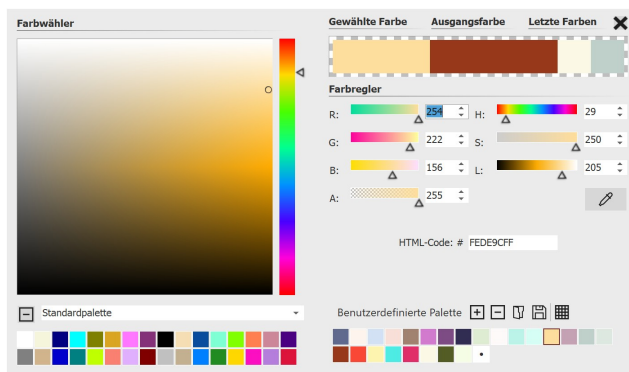 Farbwähler
Gewählte Farbe Ausgangsfarbe Letzte Farben
Farbregler
R: 254 H: 29
G: 222 S: 250
B: 156 L: 205
A: 255
HTML-Code: # FEDE9CFF
Standardpalette
Benutzerdefinierte Palette